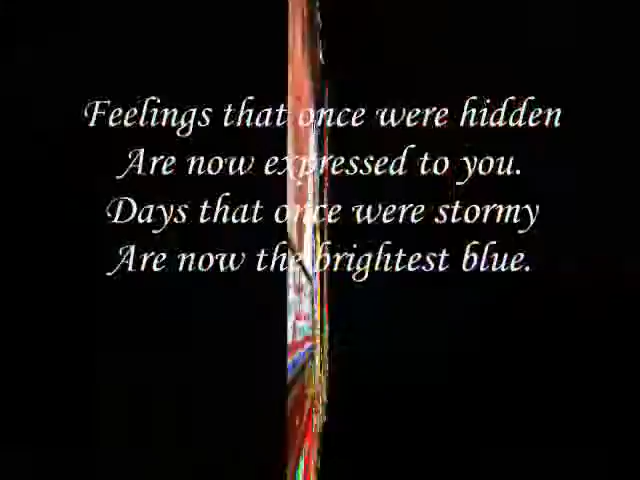 Feelings that once were hidden
Are now expressed to you.
Days that once were stormy
Are now the brightest blue.